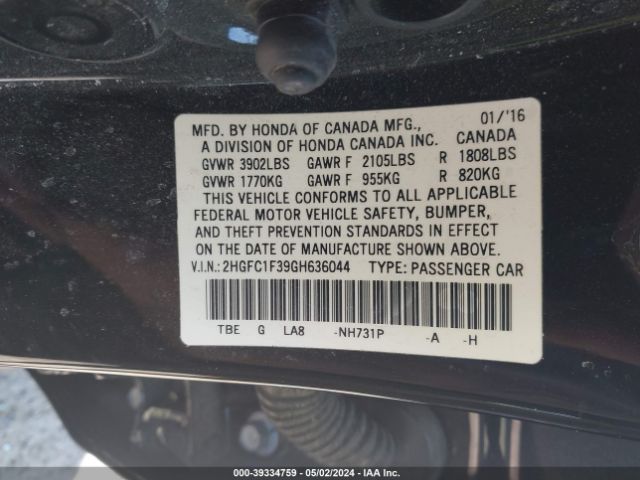 MFD. BY HONDA OF CANADA MFG., 01/'16
A DIVISION OF HONDA CANADA INC. CANADA
GVWR 3902LBS GAWR F 2105LBS R 1808LBS
GVWR 1770KG GAWR F 955KG R 820KG
THIS VEHICLE CONFORMS TO ALL APPLICABLE
FEDERAL MOTOR VEHICLE SAFETY, BUMPER,
AND THEFT PREVENTION STANDARDS IN EFFECT
ON THE DATE OF MANUFACTURE SHOWN ABOVE.
V.I.N.: 2HGFC1F39GH636044 TYPE: PASSENGER CAR
TBE G LA8 -NH731P -A -H
000-39334759 - 05/02/2024 - IAA Inc.